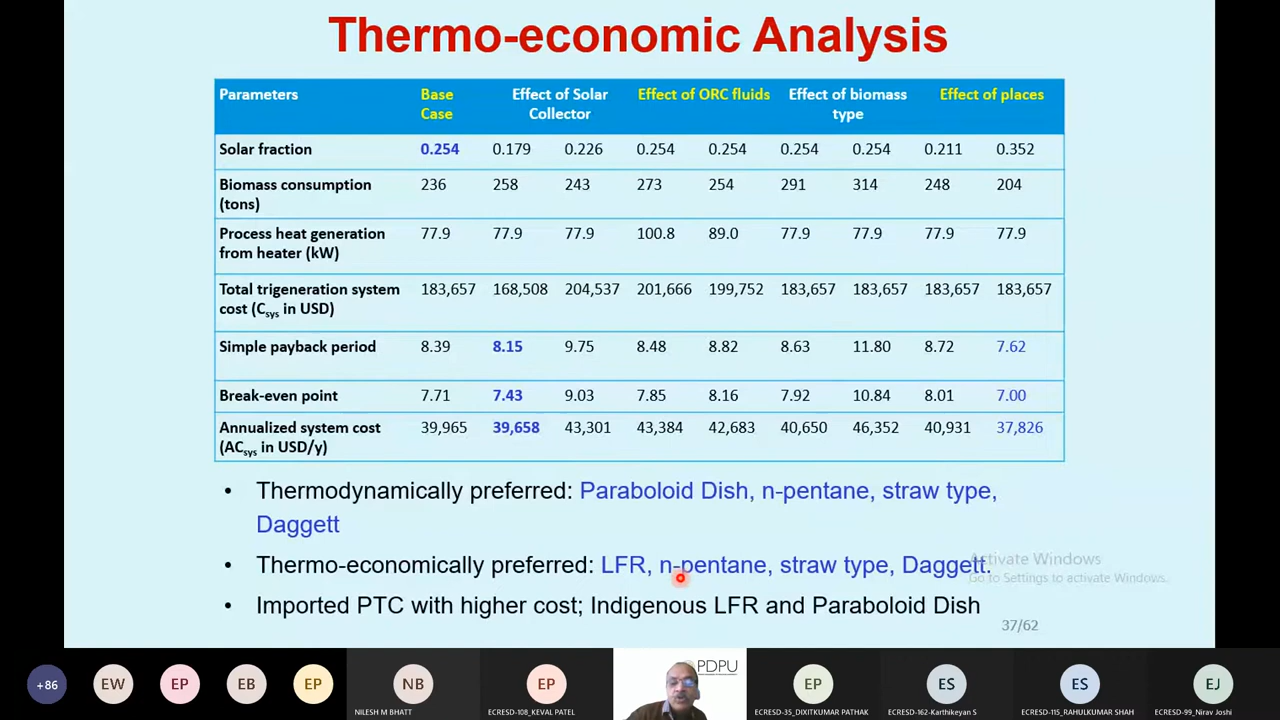 Thermo-economic Analysis
Parameters Base Case Effect of Solar Collector Effect of ORC fluids Effect of biomass type Effect of places
Solar fraction 0.254 0.179 0.226 0.254 0.254 0.254 0.254 0.211 0.352
Biomass consumption (tons) 236 258 243 273 254 291 314 248 204
Process heat generation from heater (kW) 77.9 77.9 77.9 100.8 89.0 77.9 77.9 77.9 77.9
Total trigeneration system cost (Csys in USD) 183,657 168,508 204,537 201,666 199,752 183,657 183,657 183,657 183,657
Simple payback period 8.39 8.15 9.75 8.48 8.82 8.63 11.80 8.72 7.62
Break-even point 7.71 7.43 9.03 7.85 8.16 7.92 10.84 8.01 7.00
Annualized system cost (ACsys in USD/y) 39,965 39,658 43,301 43,384 42,683 40,650 46,352 40,931 37,826
• Thermodynamically preferred: Paraboloid Dish, n-pentane, straw type,
Daggett
• Thermo-economically preferred: LFR, n-pentane, straw type, Daggett.
• Imported PTC with higher cost; Indigenous LFR and Paraboloid Dish
Activate Windows
Go to Settings to activate Windows.
37/62
+86 EW EP EB EP NB EP PDPU EP ES ES EJ
NILESH M BHATT ECRESD-108_KEVAL PATEL ECRESD-35_DIXITKUMAR PATHAK ECRESD-162-Karthikeyan S ECRESD-115_RAHULKUMAR SHAH ECRESD-99_Nirav Joshi